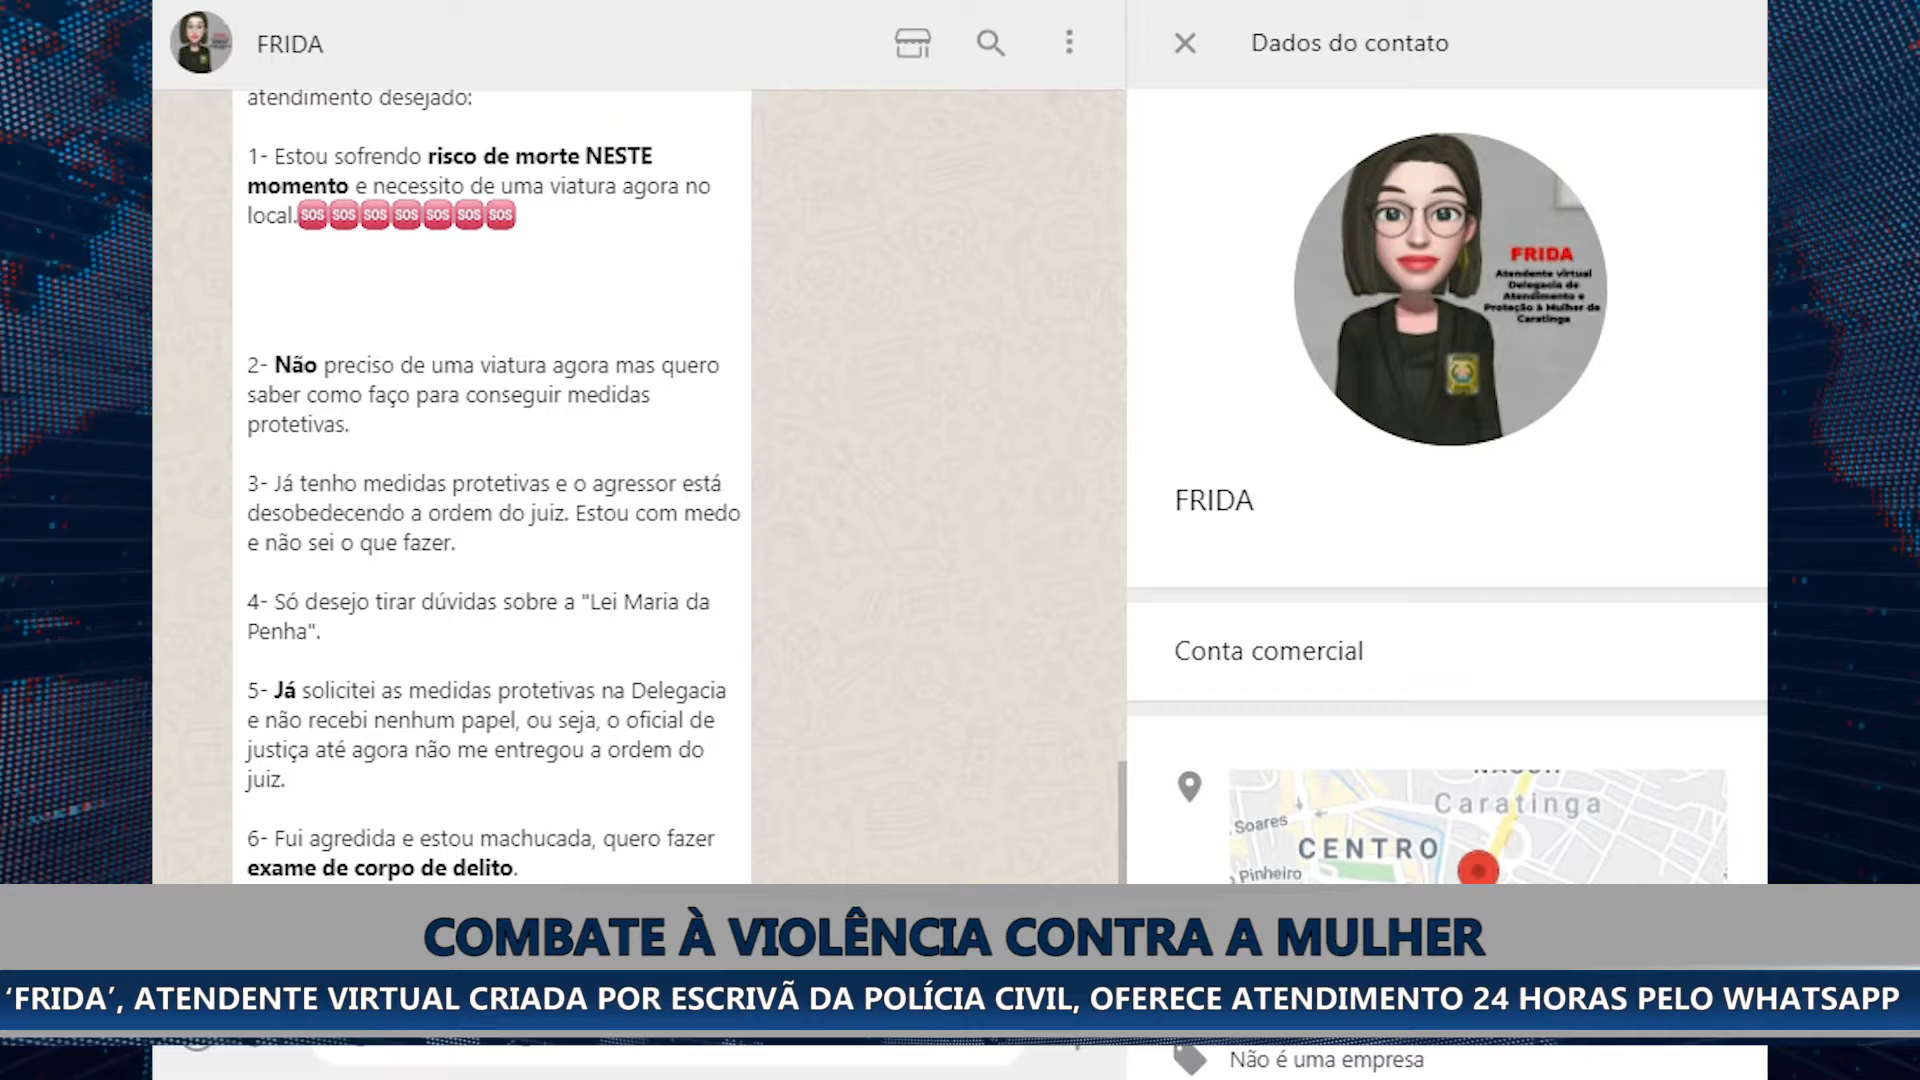 FRIDA
atendimento desejado:
1- Estou sofrendo risco de morte NESTE
momento e necessito de uma viatura agora no
local.🆘🆘🆘🆘🆘🆘🆘
2- Não preciso de uma viatura agora mas quero
saber como faço para conseguir medidas
protetivas.
3- Já tenho medidas protetivas e o agressor está
desobedecendo a ordem do juiz. Estou com medo
e não sei o que fazer.
4- Só desejo tirar dúvidas sobre a "Lei Maria da
Penha".
5- Já solicitei as medidas protetivas na Delegacia
e não recebi nenhum papel, ou seja, o oficial de
justiça até agora não me entregou a ordem do
juiz.
6- Fui agredida e estou machucada, quero fazer
exame de corpo de delito.
Dados do contato
FRIDA
Atendente virtual
Delegacia de
Atendimento e
Proteção à Mulher de
Caratinga
FRIDA
Conta comercial
Caratinga
Soares
CENTRO
Pinheiro
COMBATE À VIOLÊNCIA CONTRA A MULHER
‘FRIDA’, ATENDENTE VIRTUAL CRIADA POR ESCRIVÃ DA POLÍCIA CIVIL, OFERECE ATENDIMENTO 24 HORAS PELO WHATSAPP
Não é uma empresa